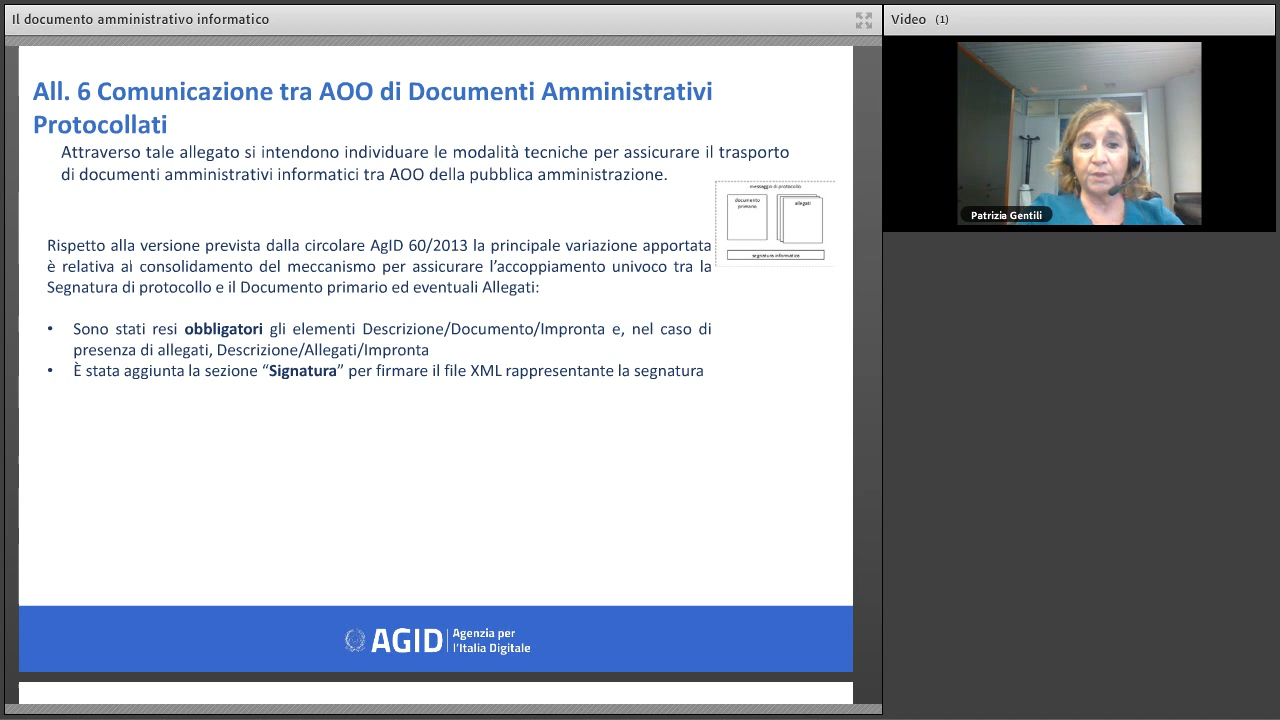 Il documento amministrativo informatico
Video (1)
All. 6 Comunicazione tra AOO di Documenti Amministrativi
Protocollati
Attraverso tale allegato si intendono individuare le modalità tecniche per assicurare il trasporto
di documenti amministrativi informatici tra AOO della pubblica amministrazione.
messaggio di protocollo
documento
primario
allegati
segnatura informatica
Rispetto alla versione prevista dalla circolare AgID 60/2013 la principale variazione apportata
è relativa al consolidamento del meccanismo per assicurare l’accoppiamento univoco tra la
Segnatura di protocollo e il Documento primario ed eventuali Allegati:
• Sono stati resi obbligatori gli elementi Descrizione/Documento/Impronta e, nel caso di
presenza di allegati, Descrizione/Allegati/Impronta
• È stata aggiunta la sezione “Signatura” per firmare il file XML rappresentante la segnatura
Patrizia Gentili
AGID
Agenzia per
l’Italia Digitale